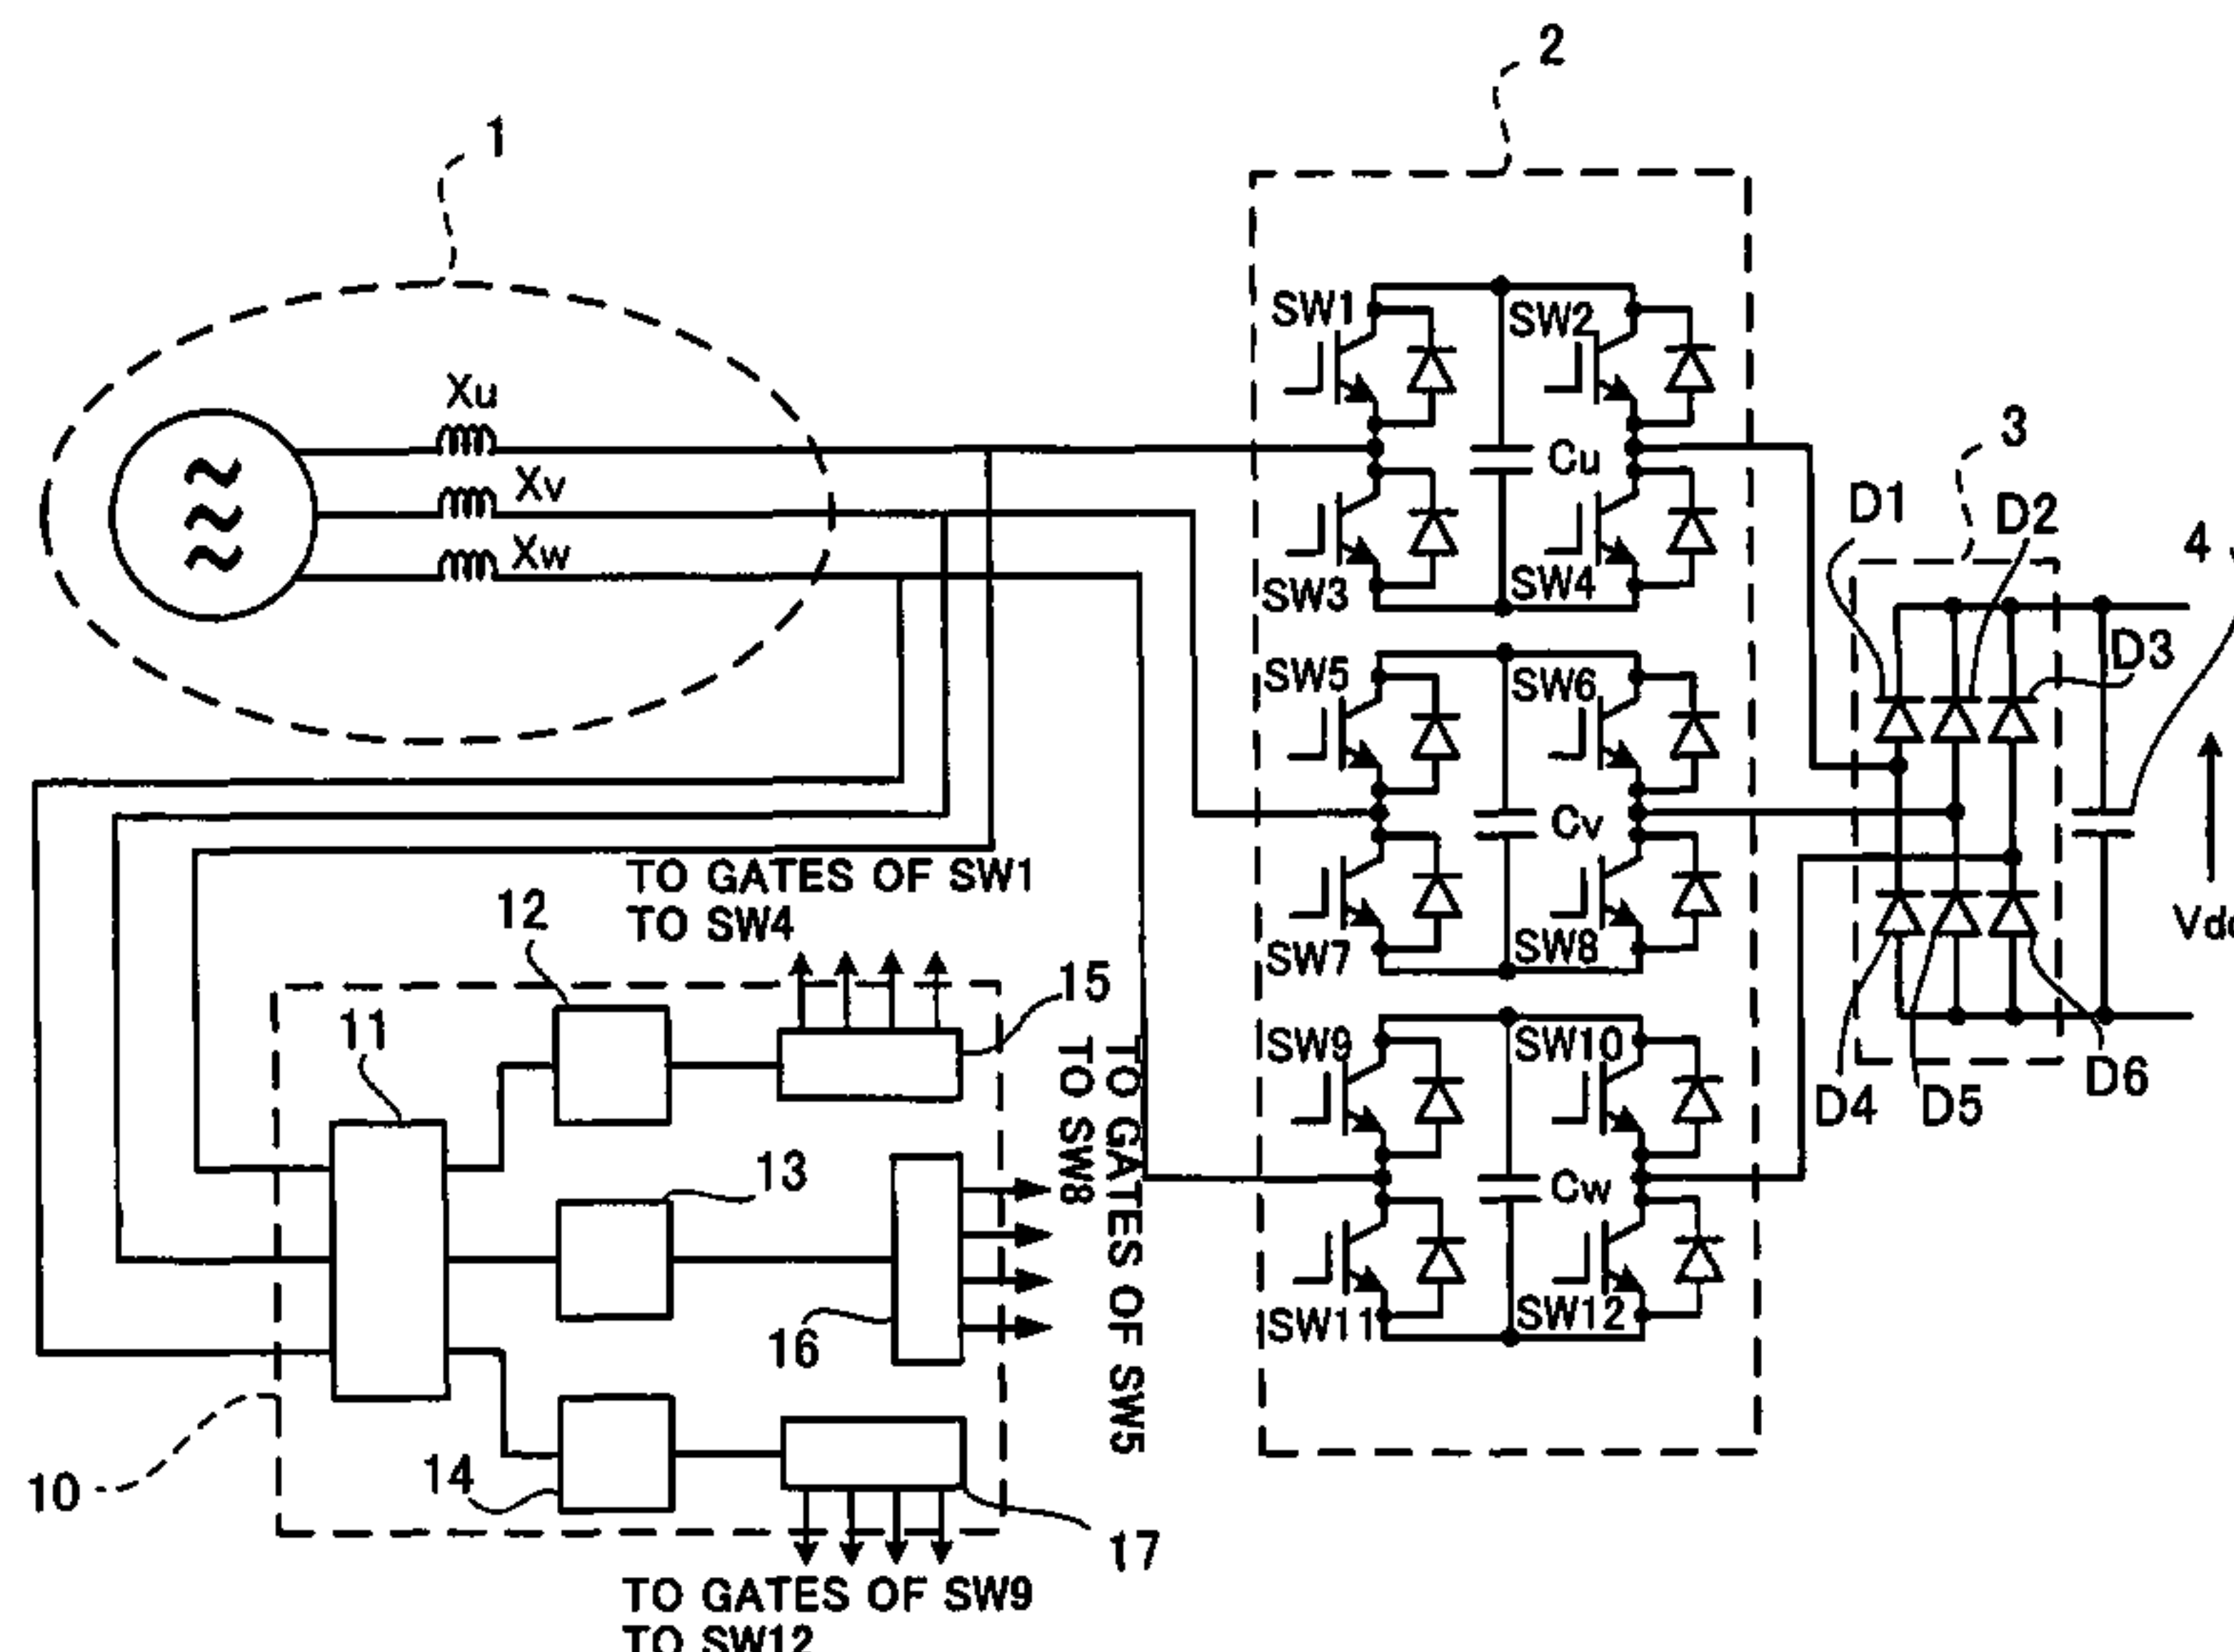 2
1
SW1
SW2
Xu
3
Cu
Xv
D1
D2
Xw
4
SW3
SW4
D3
SW5
SW6
Cv
TO GATES OF SW1
TO SW4
12
Vdc
SW7
SW8
15
11
SW9
SW10
TO GATES OF SW5
TO SW8
D6
D4
D5
13
Cw
16
SW11
SW12
14
10
17
TO GATES OF SW9
TO SW12